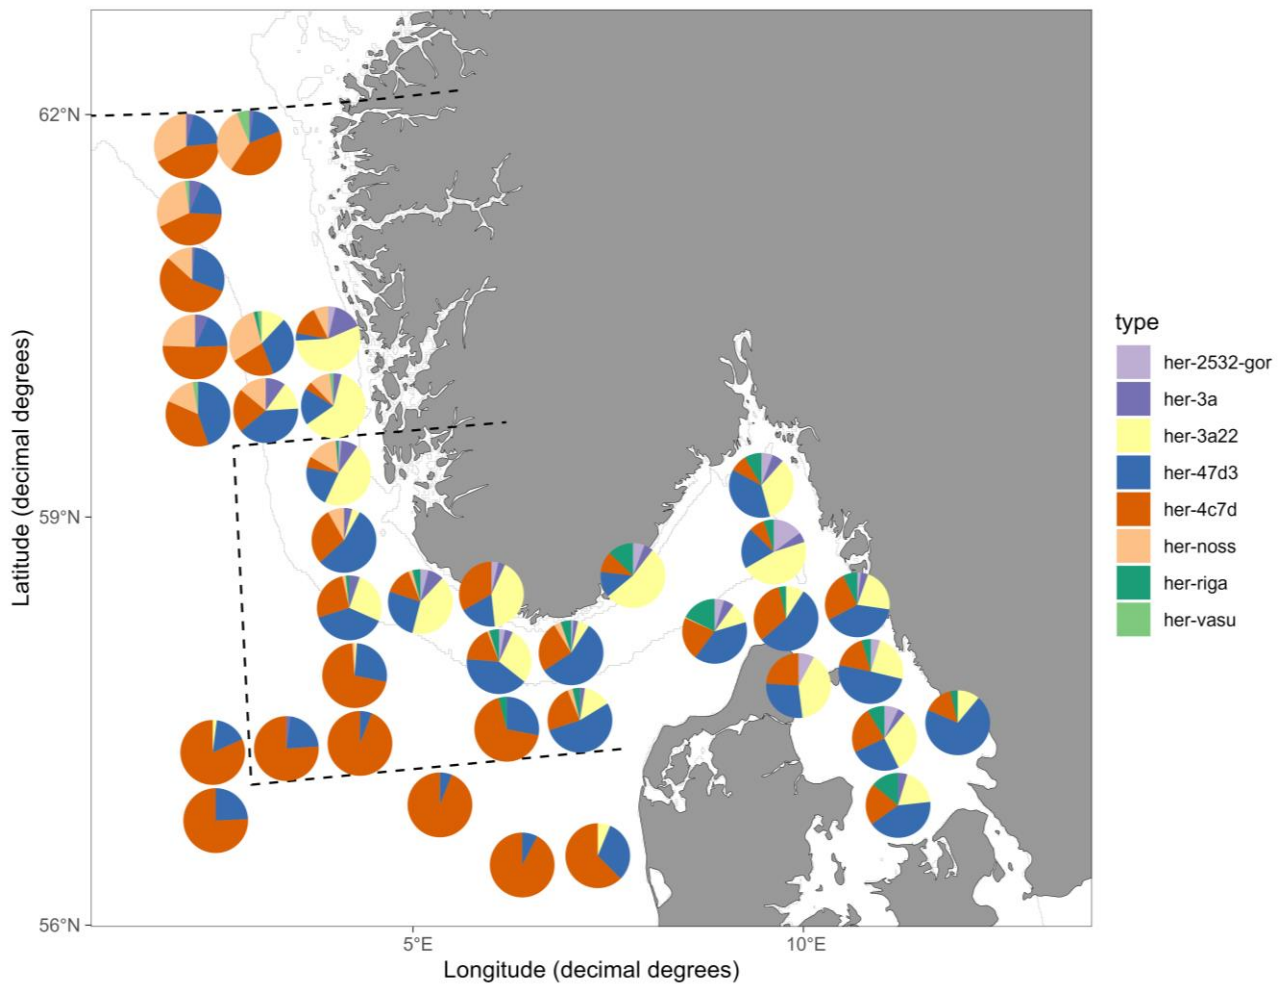 62°N
59°N
56°N
5°E
10°E
Longitude (decimal degrees)
Latitude (decimal degrees)
type
her-2532-gor
her-3a
her-3a22
her-47d3
her-4c7d
her-noss
her-riga
her-vasu